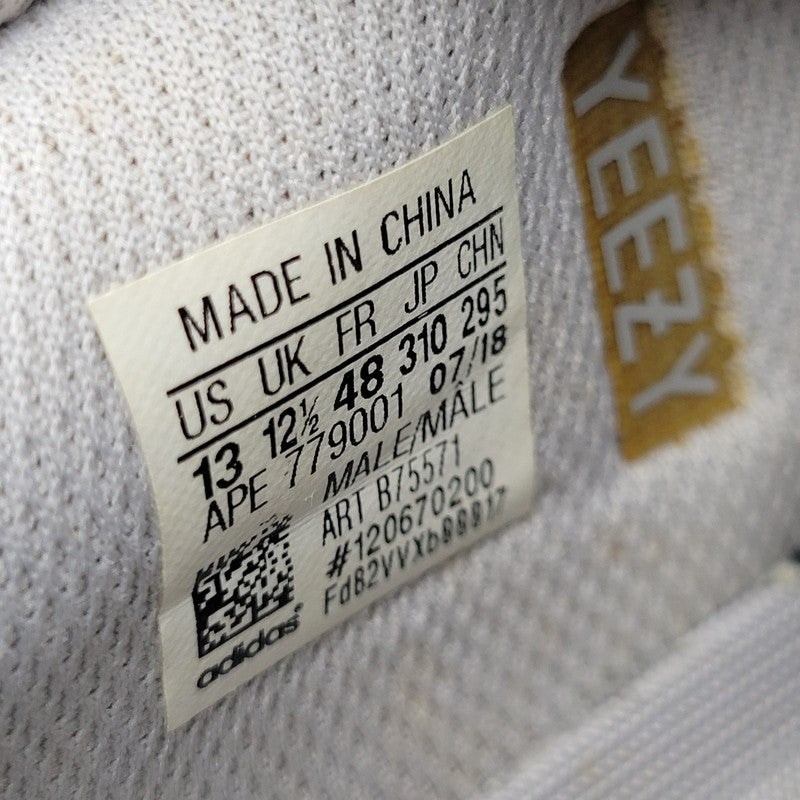 MADE IN CHINA
US UK FR JP CHN
13 12½ 48 310 295
APE 779001 07/18
MALE/MÂLE
ART B75571
#120670200
adidas
YEEZY